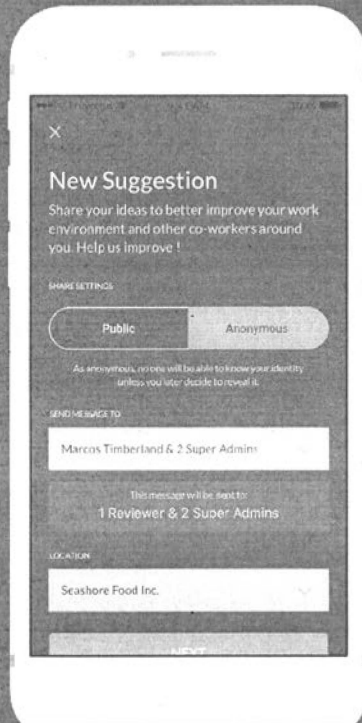 New Suggestion
Share your ideas to better improve your work
environment and other co-workers around
you. Help us improve !
SHARE SETTINGS
Public Anonymous
As anonymous, no one will be able to know your identity
unless you later decide to reveal it.
SEND MESSAGE TO
Marcos Timberland & 2 Super Admins
This message will be sent to:
1 Reviewer & 2 Super Admins
LOCATION
Seashore Food Inc.
NEXT